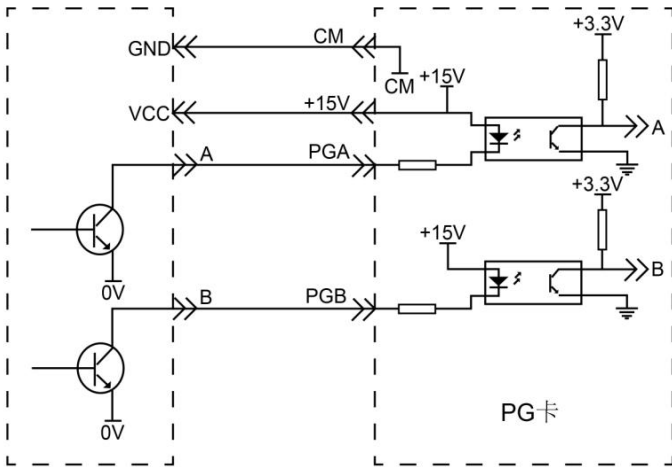 GND CM +3.3V
CM +15V
VCC +15V
A PGA A
+3.3V
+15V
0V B PGB B
0V PG卡